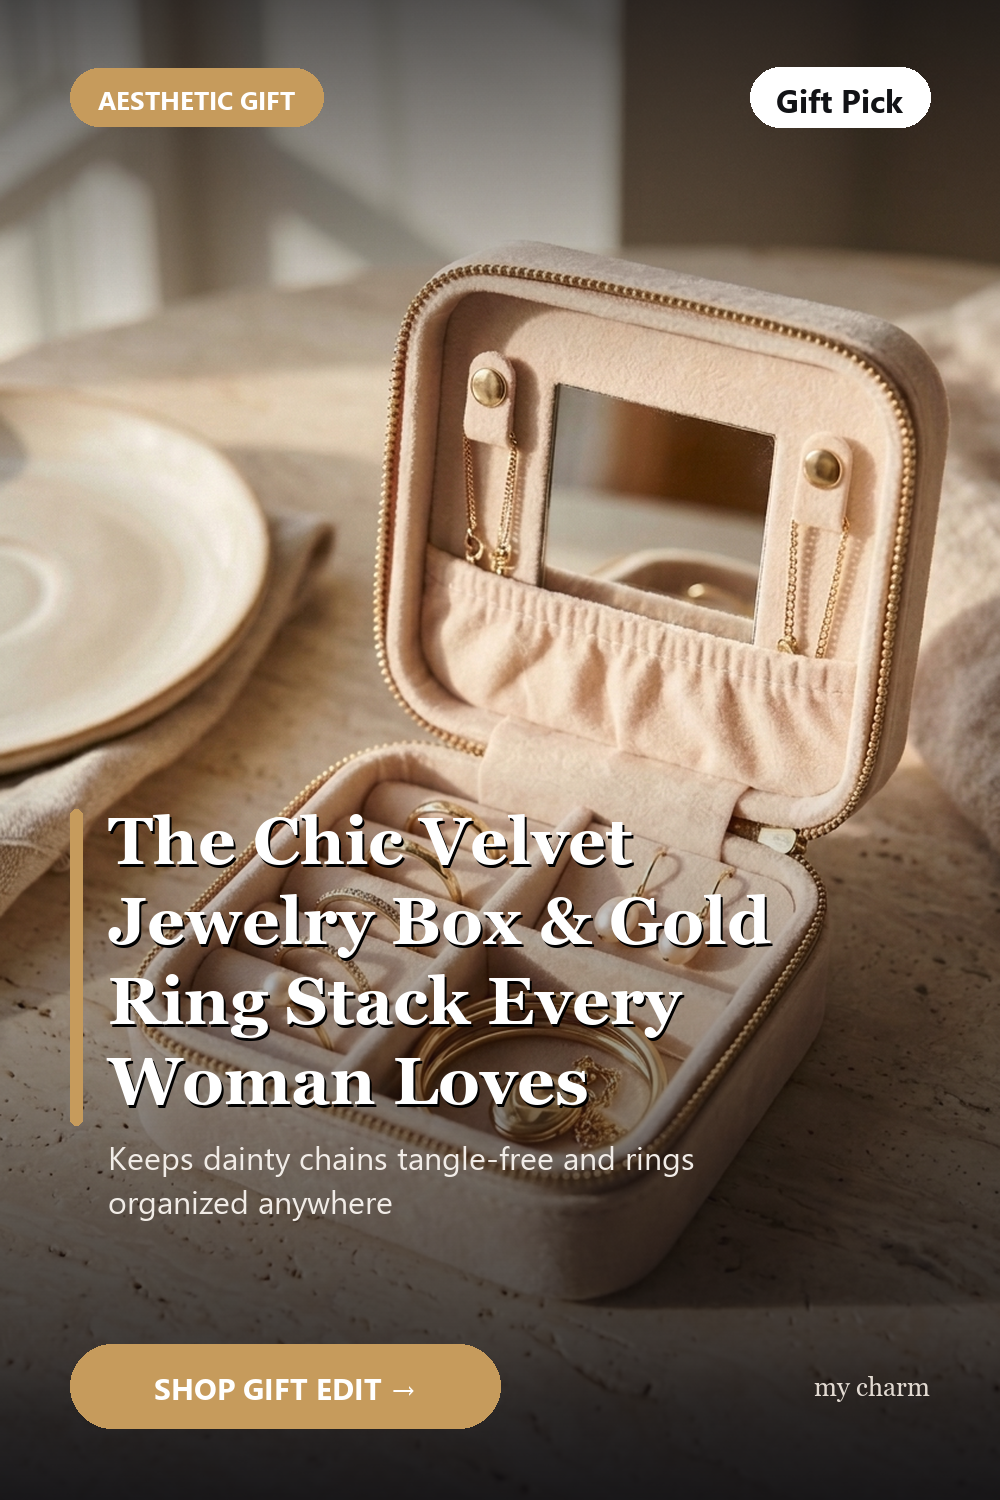 AESTHETIC GIFT
Gift Pick
The Chic Velvet
Jewelry Box & Gold
Ring Stack Every
Woman Loves
Keeps dainty chains tangle-free and rings
organized anywhere
SHOP GIFT EDIT →
my charm